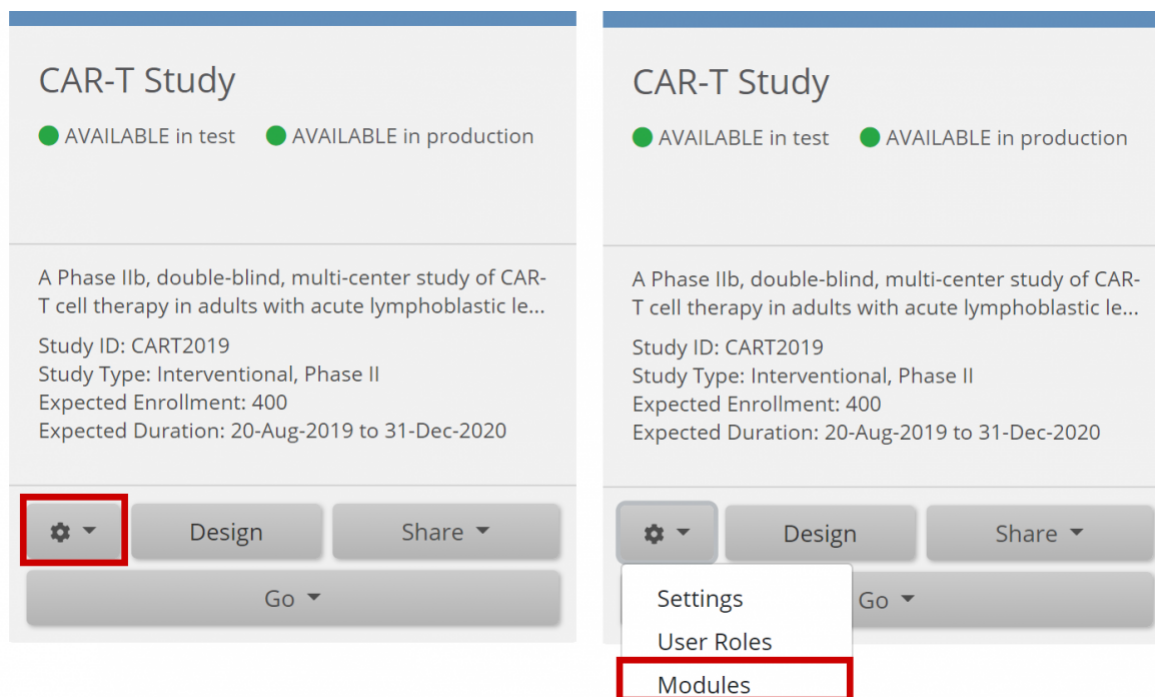 CAR-T Study
AVAILABLE in test AVAILABLE in production
A Phase IIb, double-blind, multi-center study of CAR-
T cell therapy in adults with acute lymphoblastic le...
Study ID: CART2019
Study Type: Interventional, Phase II
Expected Enrollment: 400
Expected Duration: 20-Aug-2019 to 31-Dec-2020
Design Share
Go
CAR-T Study
AVAILABLE in test AVAILABLE in production
A Phase IIb, double-blind, multi-center study of CAR-
T cell therapy in adults with acute lymphoblastic le...
Study ID: CART2019
Study Type: Interventional, Phase II
Expected Enrollment: 400
Expected Duration: 20-Aug-2019 to 31-Dec-2020
Design Share
Go
Settings
User Roles
Modules